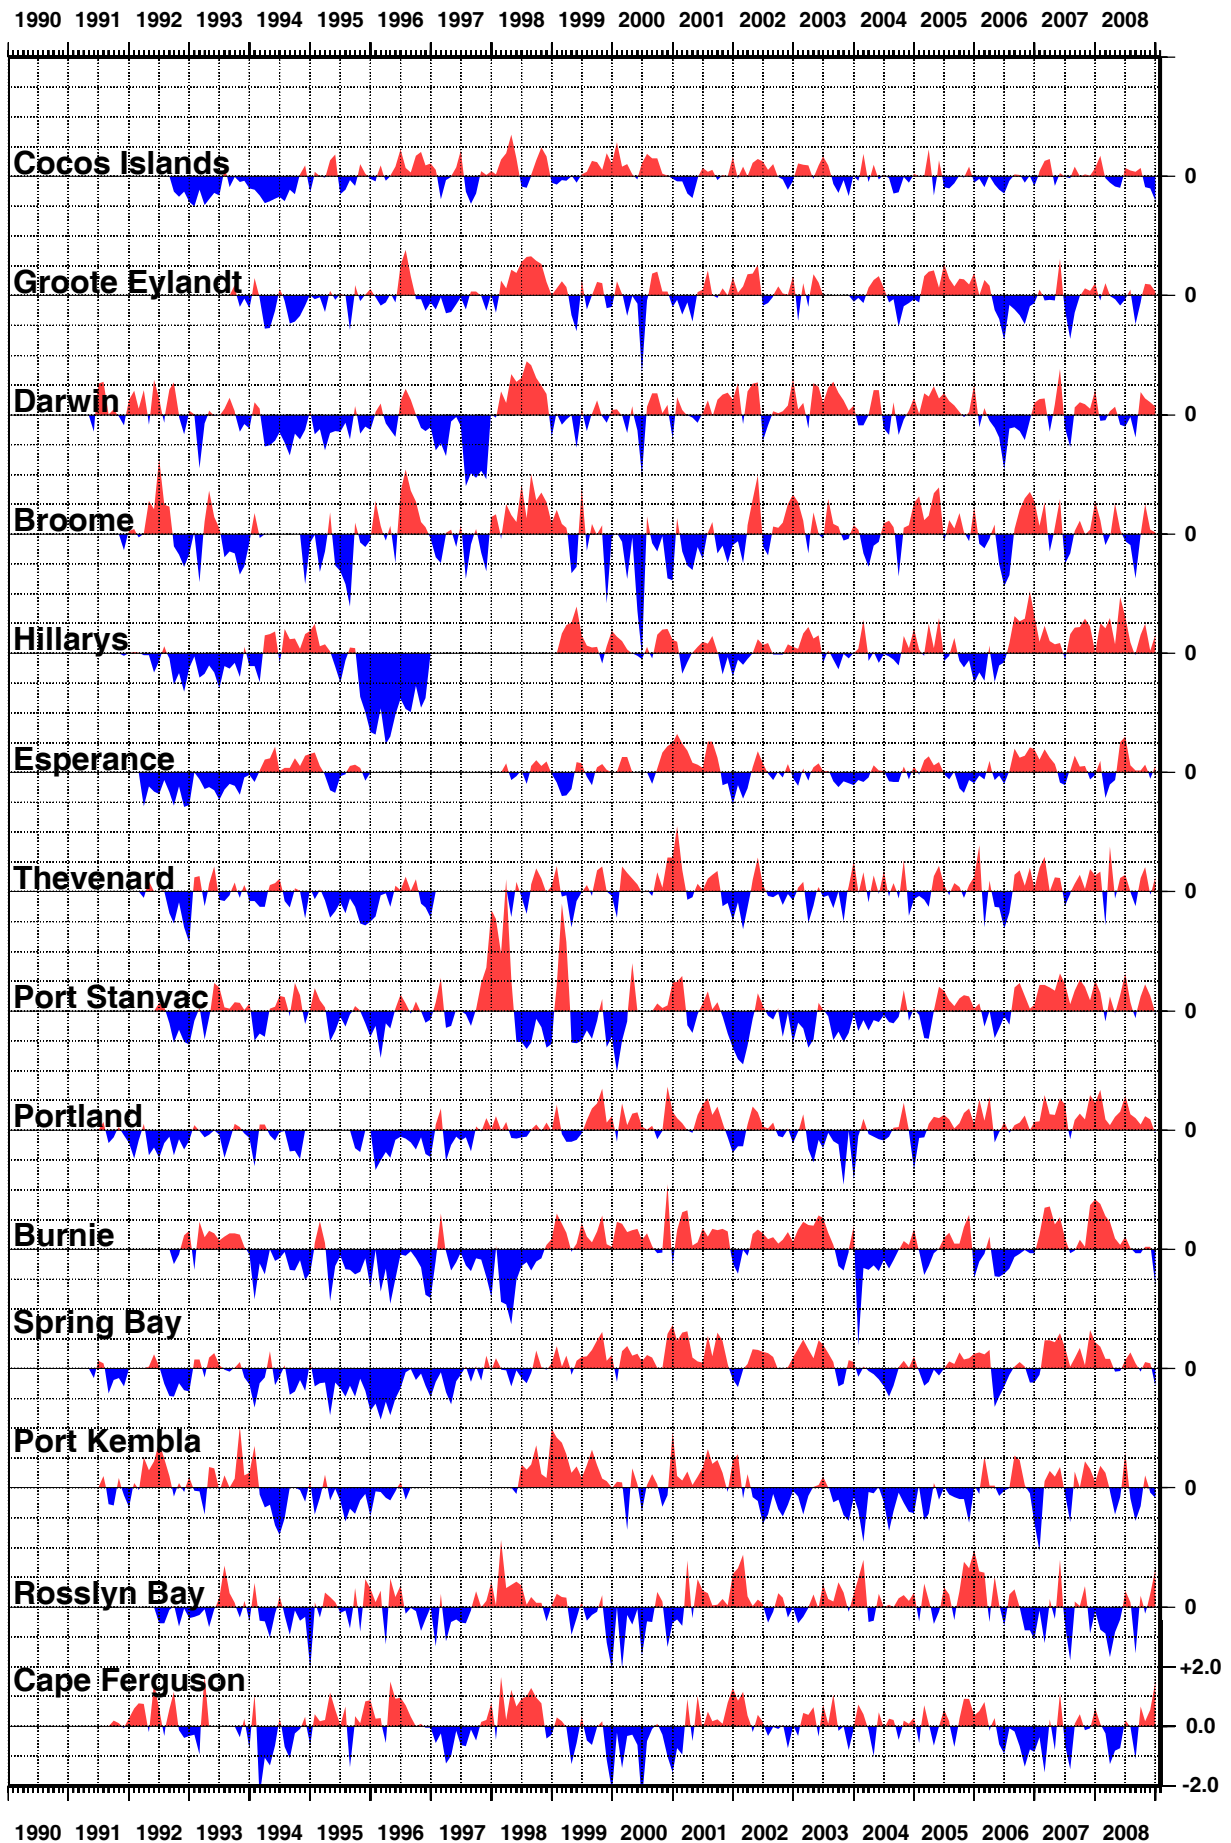 1990 1991 1992 1993 1994 1995 1996 1997 1998 1999 2000 2001 2002 2003 2004 2005 2006 2007 2008
Cocos Islands 0
Groote Eylandt 0
Darwin 0
Broome 0
Hillarys 0
Esperance 0
Thevenard 0
Port Stanvac 0
Portland 0
Burnie 0
Spring Bay 0
Port Kembla 0
Rosslyn Bay 0
+2.0
Cape Ferguson 0.0
-2.0
1990 1991 1992 1993 1994 1995 1996 1997 1998 1999 2000 2001 2002 2003 2004 2005 2006 2007 2008